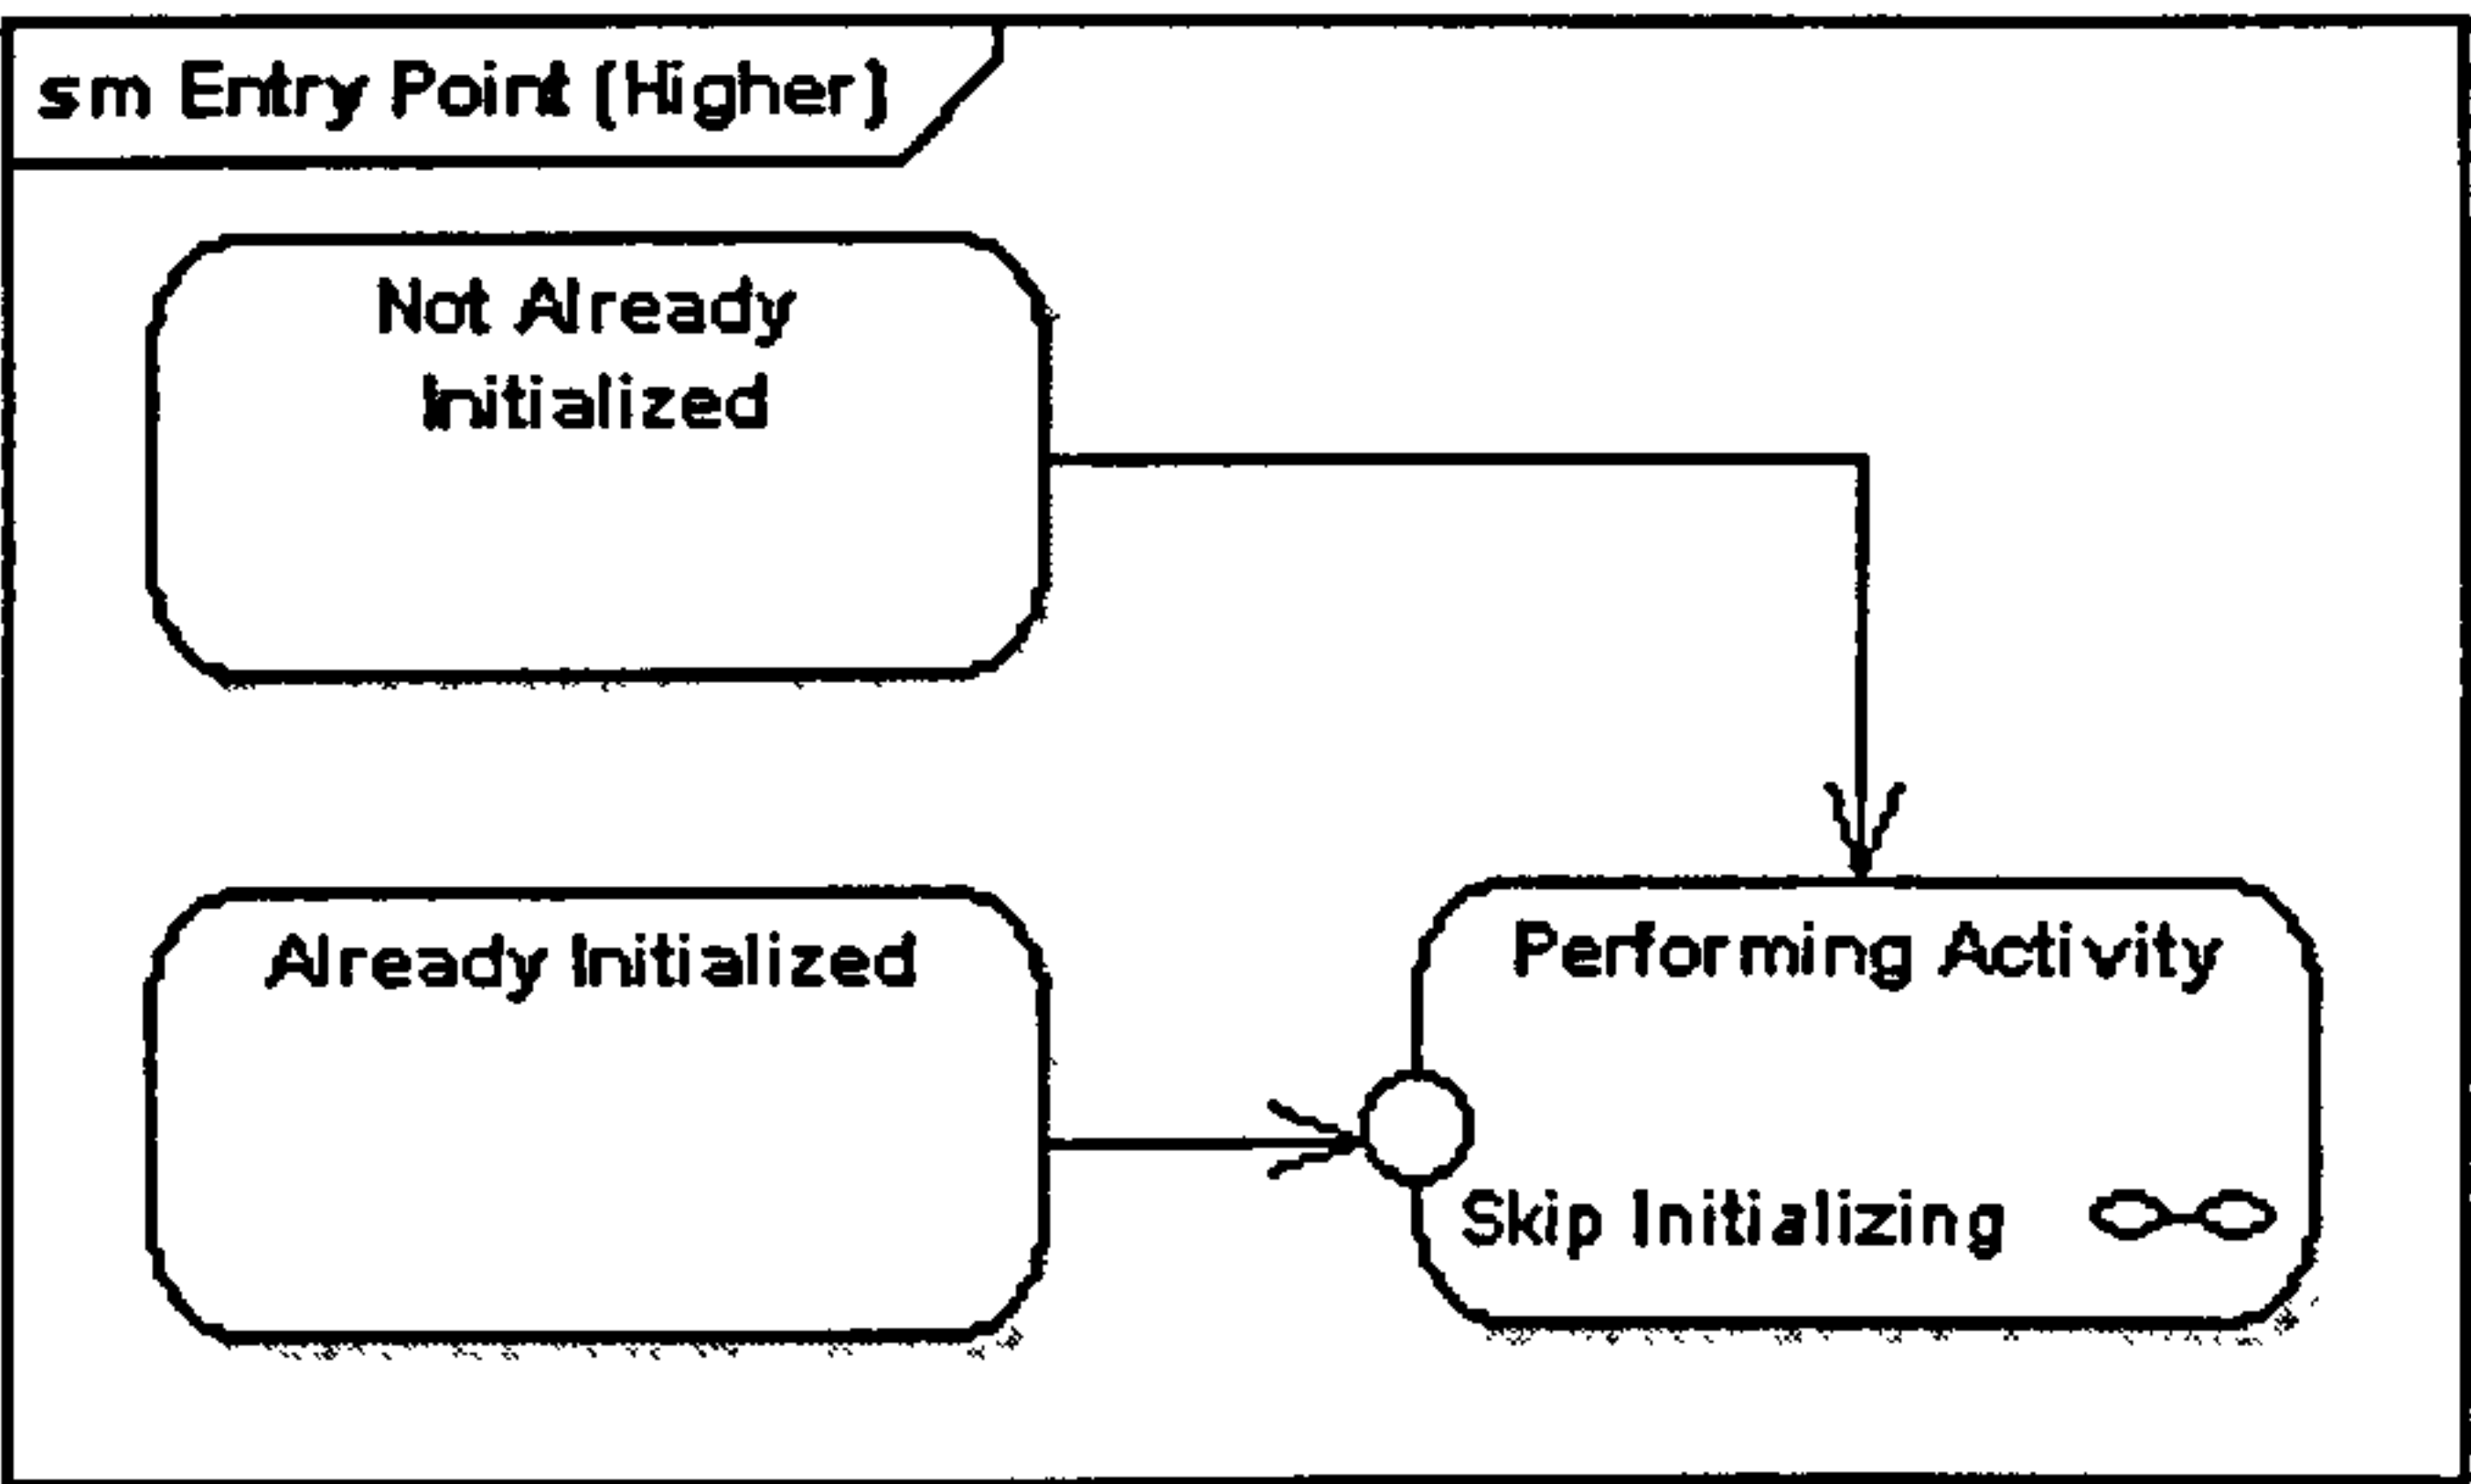 sm Entry Point (Higher)
Not Already
Initialized
Already Initialized
Performing Activity
Skip Initializing